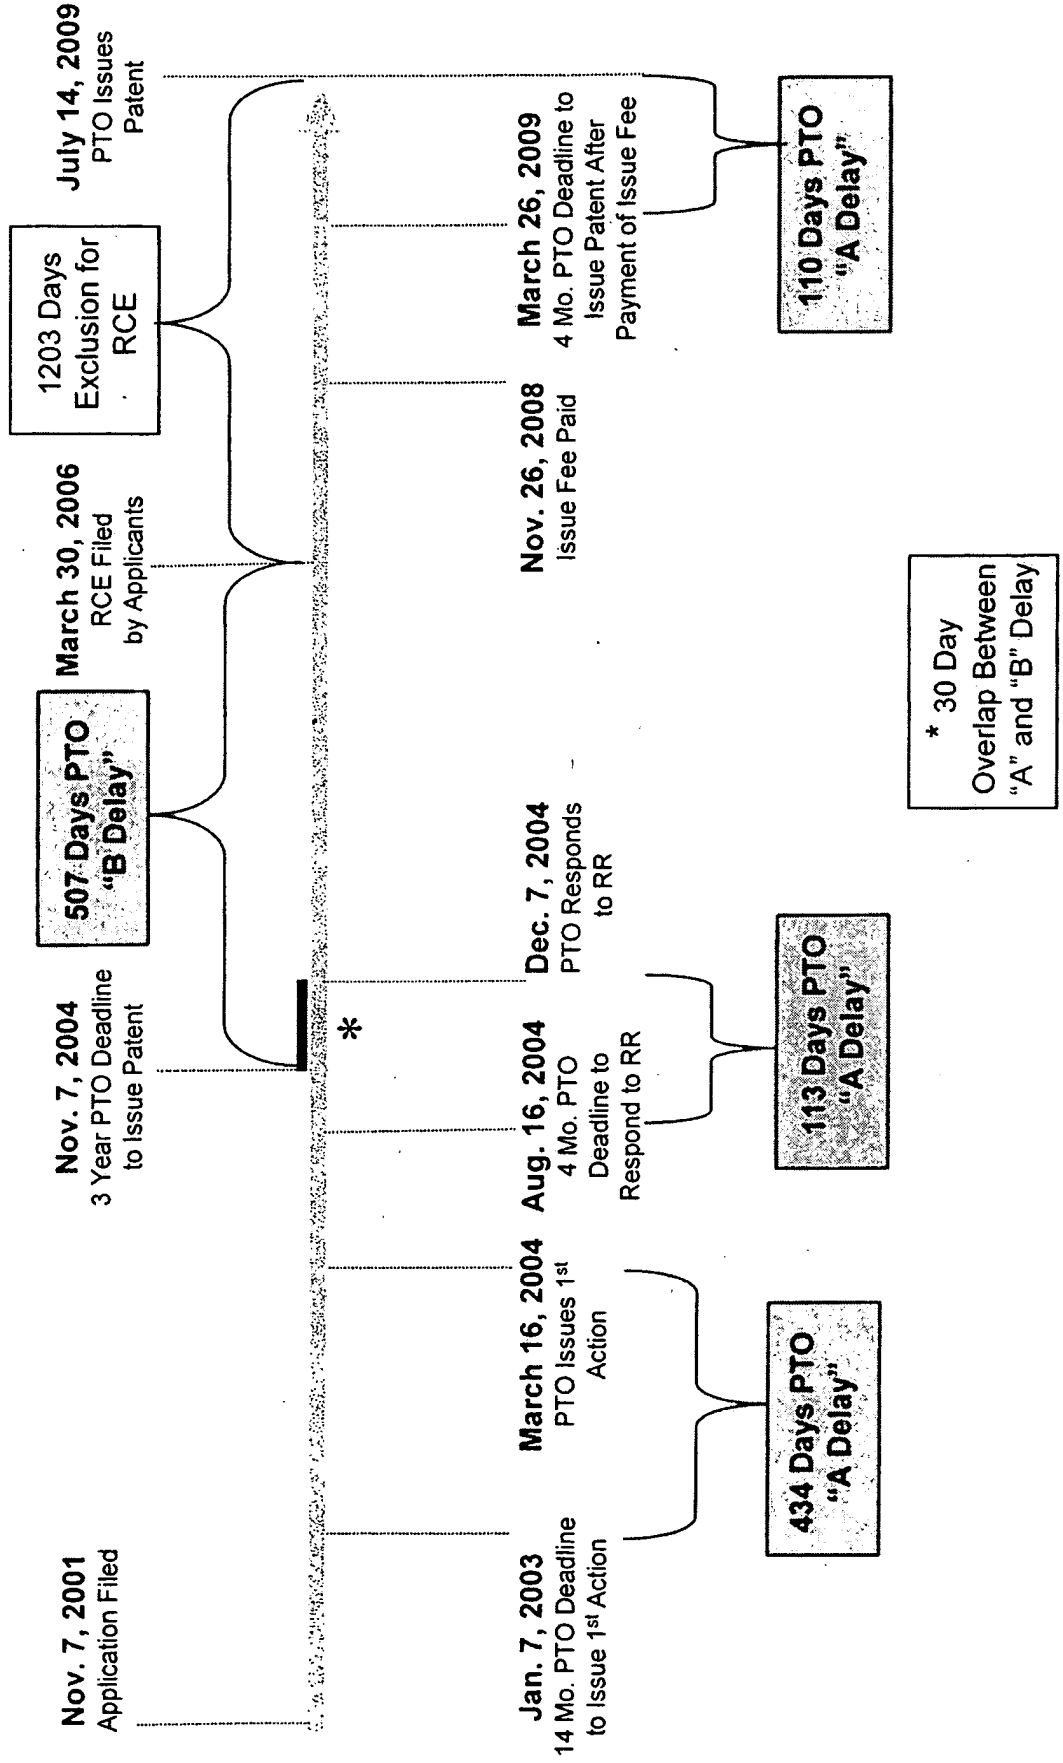 Nov. 7, 2001
Application Filed
Nov. 7, 2004
3 Year PTO Deadline
to Issue Patent
507 Days PTO
“B Delay”
March 30, 2006
RCE Filed
by Applicants
1203 Days
Exclusion for
RCE
July 14, 2009
PTO Issues
Patent
*
Jan. 7, 2003
14 Mo. PTO Deadline
to Issue 1st Action
March 16, 2004
PTO Issues 1st
Action
Aug. 16, 2004
4 Mo. PTO
Deadline to
Respond to RR
Dec. 7, 2004
PTO Responds
to RR
Nov. 26, 2008
Issue Fee Paid
March 26, 2009
4 Mo. PTO Deadline to
Issue Patent After
Payment of Issue Fee
434 Days PTO
“A Delay”
113 Days PTO
“A Delay”
110 Days PTO
“A Delay”
* 30 Day
Overlap Between
“A” and “B” Delay